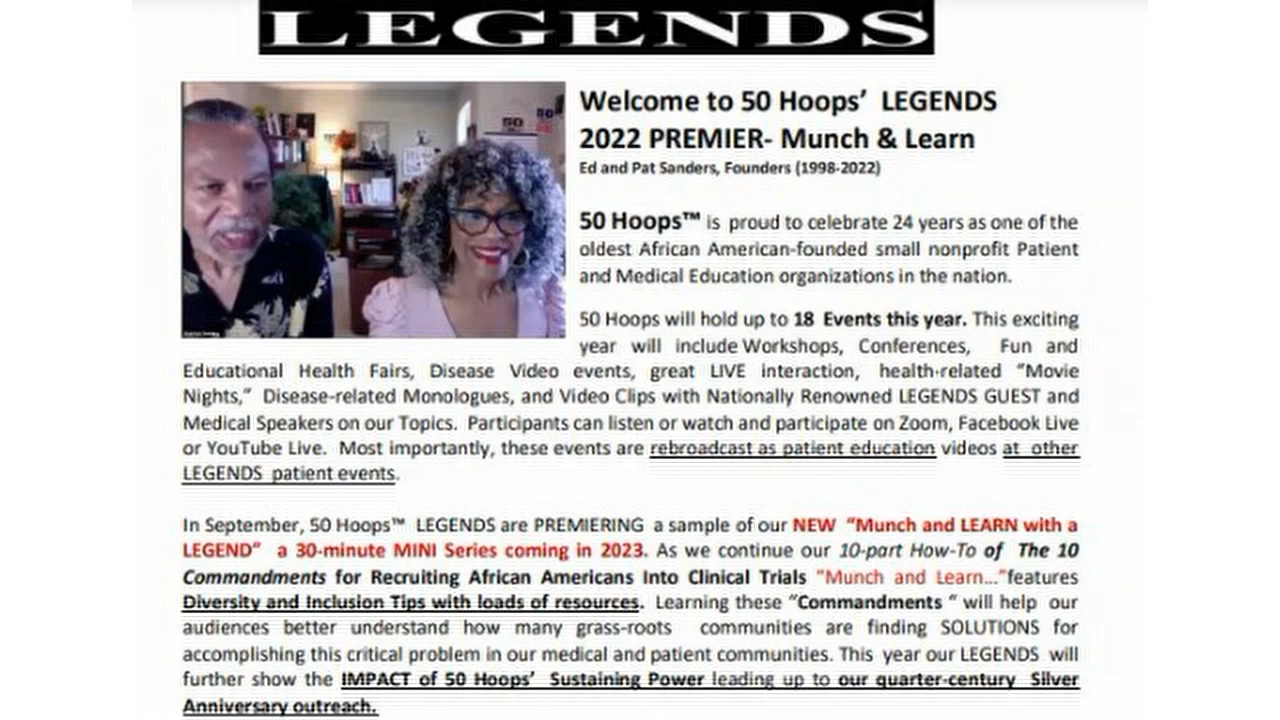 LEGENDS
50
50
Welcome to 50 Hoops’ LEGENDS
2022 PREMIER- Munch & Learn
Ed and Pat Sanders, Founders (1998-2022)
50 Hoops™ is proud to celebrate 24 years as one of the
oldest African American-founded small nonprofit Patient
and Medical Education organizations in the nation.
50 Hoops will hold up to 18 Events this year. This exciting
year will include Workshops, Conferences, Fun and
Educational Health Fairs, Disease Video events, great LIVE interaction, health-related “Movie
Nights,” Disease-related Monologues, and Video Clips with Nationally Renowned LEGENDS GUEST and
Medical Speakers on our Topics. Participants can listen or watch and participate on Zoom, Facebook Live
or YouTube Live. Most importantly, these events are rebroadcast as patient education videos at other
LEGENDS patient events.
In September, 50 Hoops™ LEGENDS are PREMIERING a sample of our NEW “Munch and LEARN with a
LEGEND” a 30-minute MINI Series coming in 2023. As we continue our 10-part How-To of The 10
Commandments for Recruiting African Americans Into Clinical Trials “Munch and Learn...”features
Diversity and Inclusion Tips with loads of resources. Learning these “Commandments “ will help our
audiences better understand how many grass-roots communities are finding SOLUTIONS for
accomplishing this critical problem in our medical and patient communities. This year our LEGENDS will
further show the IMPACT of 50 Hoops’ Sustaining Power leading up to our quarter-century Silver
Anniversary outreach.